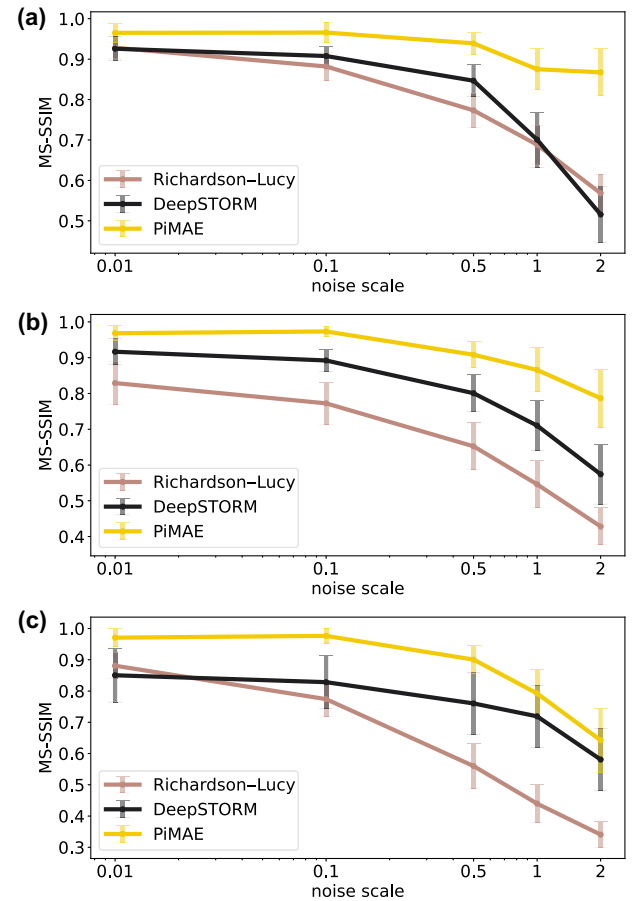 (a)
1.0
0.9
0.8
0.7
0.6
0.5
MS-SSIM
Richardson–Lucy
DeepSTORM
PiMAE
0.01 0.1 0.5 1 2
noise scale
(b)
1.0
0.9
0.8
0.7
0.6
0.5
0.4
MS-SSIM
Richardson–Lucy
DeepSTORM
PiMAE
0.01 0.1 0.5 1 2
noise scale
(c)
1.0
0.9
0.8
0.7
0.6
0.5
0.4
0.3
MS-SSIM
Richardson–Lucy
DeepSTORM
PiMAE
0.01 0.1 0.5 1 2
noise scale